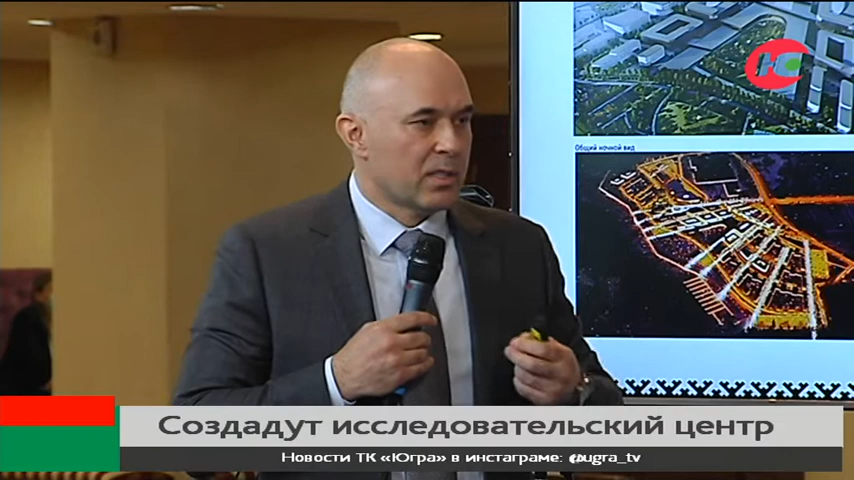 Ю
Общий ночной вид
Создадут исследовательский центр
Новости ТК «Югра» в инстаграме: @ugra_tv